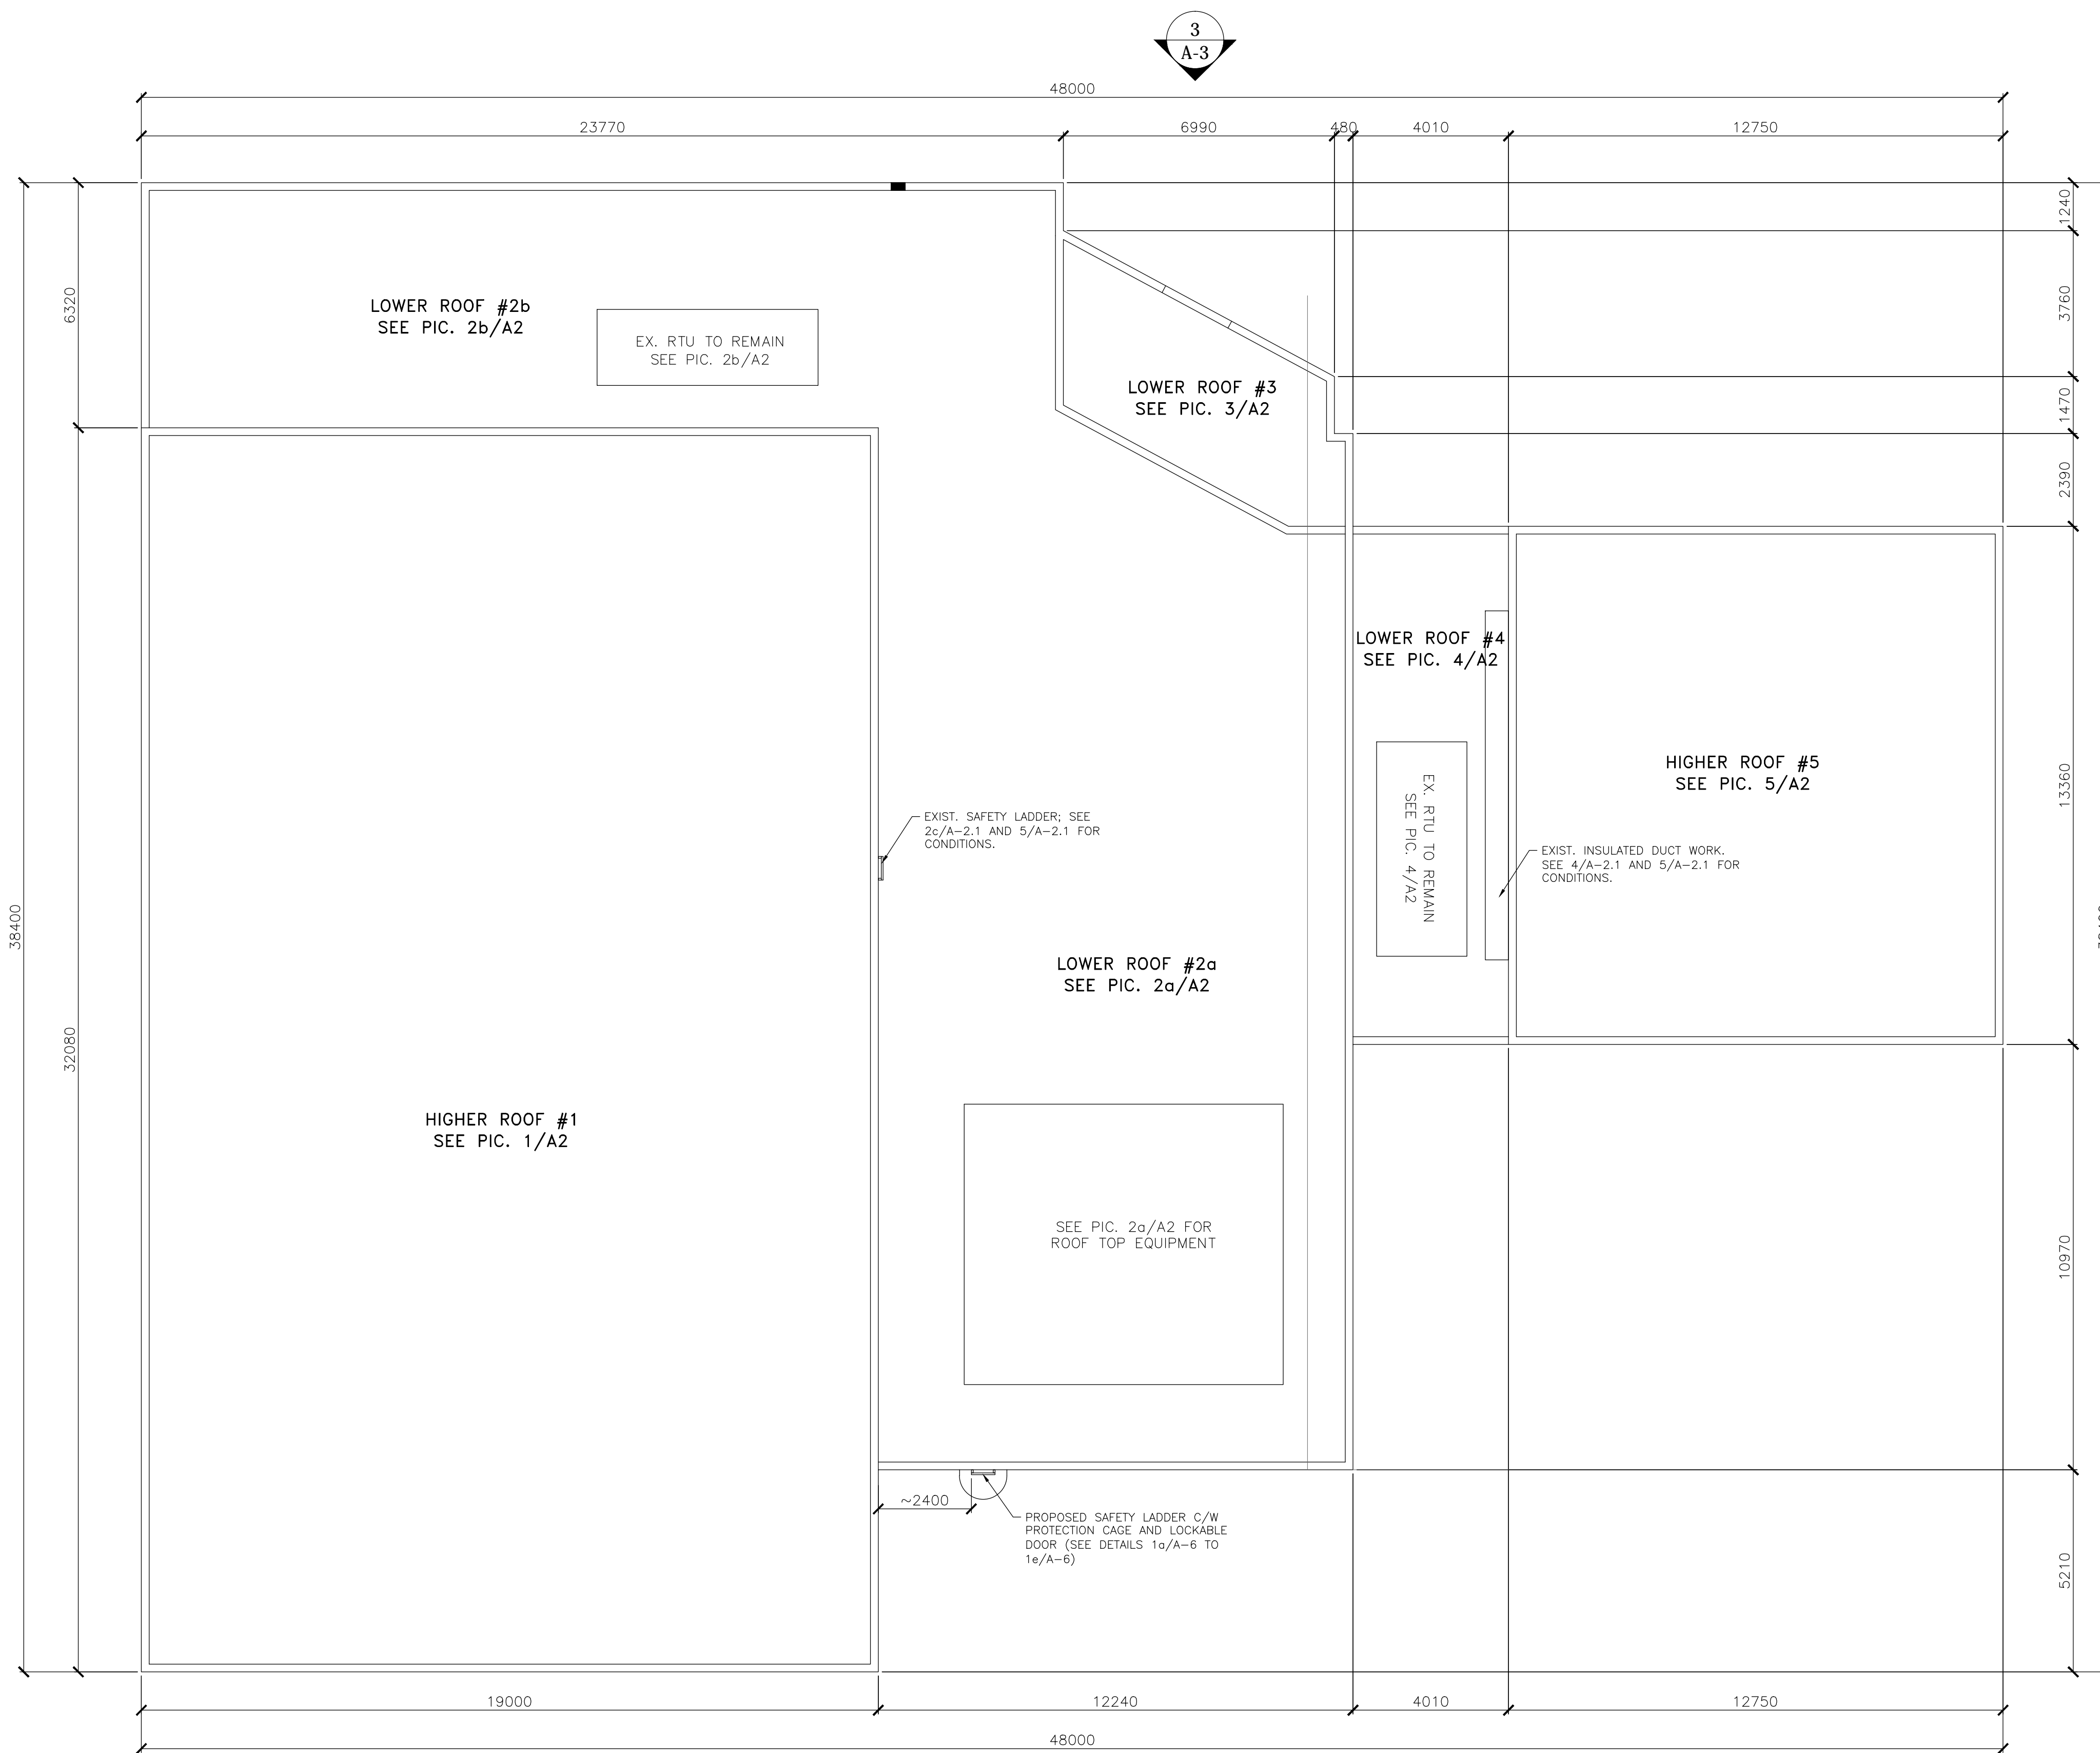 3
A-3
48000
23770
6990
480
4010
12750
1240
3760
1470
2390
13360
10970
5210
38400
6320
32080
LOWER ROOF #2b
SEE PIC. 2b/A2
EX. RTU TO REMAIN
SEE PIC. 2b/A2
LOWER ROOF #3
SEE PIC. 3/A2
LOWER ROOF #4
SEE PIC. 4/A2
EX. RTU TO REMAIN
SEE PIC. 4/A2
HIGHER ROOF #5
SEE PIC. 5/A2
EXIST. SAFETY LADDER; SEE
2c/A-2.1 AND 5/A-2.1 FOR
CONDITIONS.
EXIST. INSULATED DUCT WORK.
SEE 4/A-2.1 AND 5/A-2.1 FOR
CONDITIONS.
LOWER ROOF #2a
SEE PIC. 2a/A2
HIGHER ROOF #1
SEE PIC. 1/A2
SEE PIC. 2a/A2 FOR
ROOF TOP EQUIPMENT
~2400
PROPOSED SAFETY LADDER C/W
PROTECTION CAGE AND LOCKABLE
DOOR (SEE DETAILS 1a/A-6 TO
1e/A-6)
19000
12240
4010
12750
48000